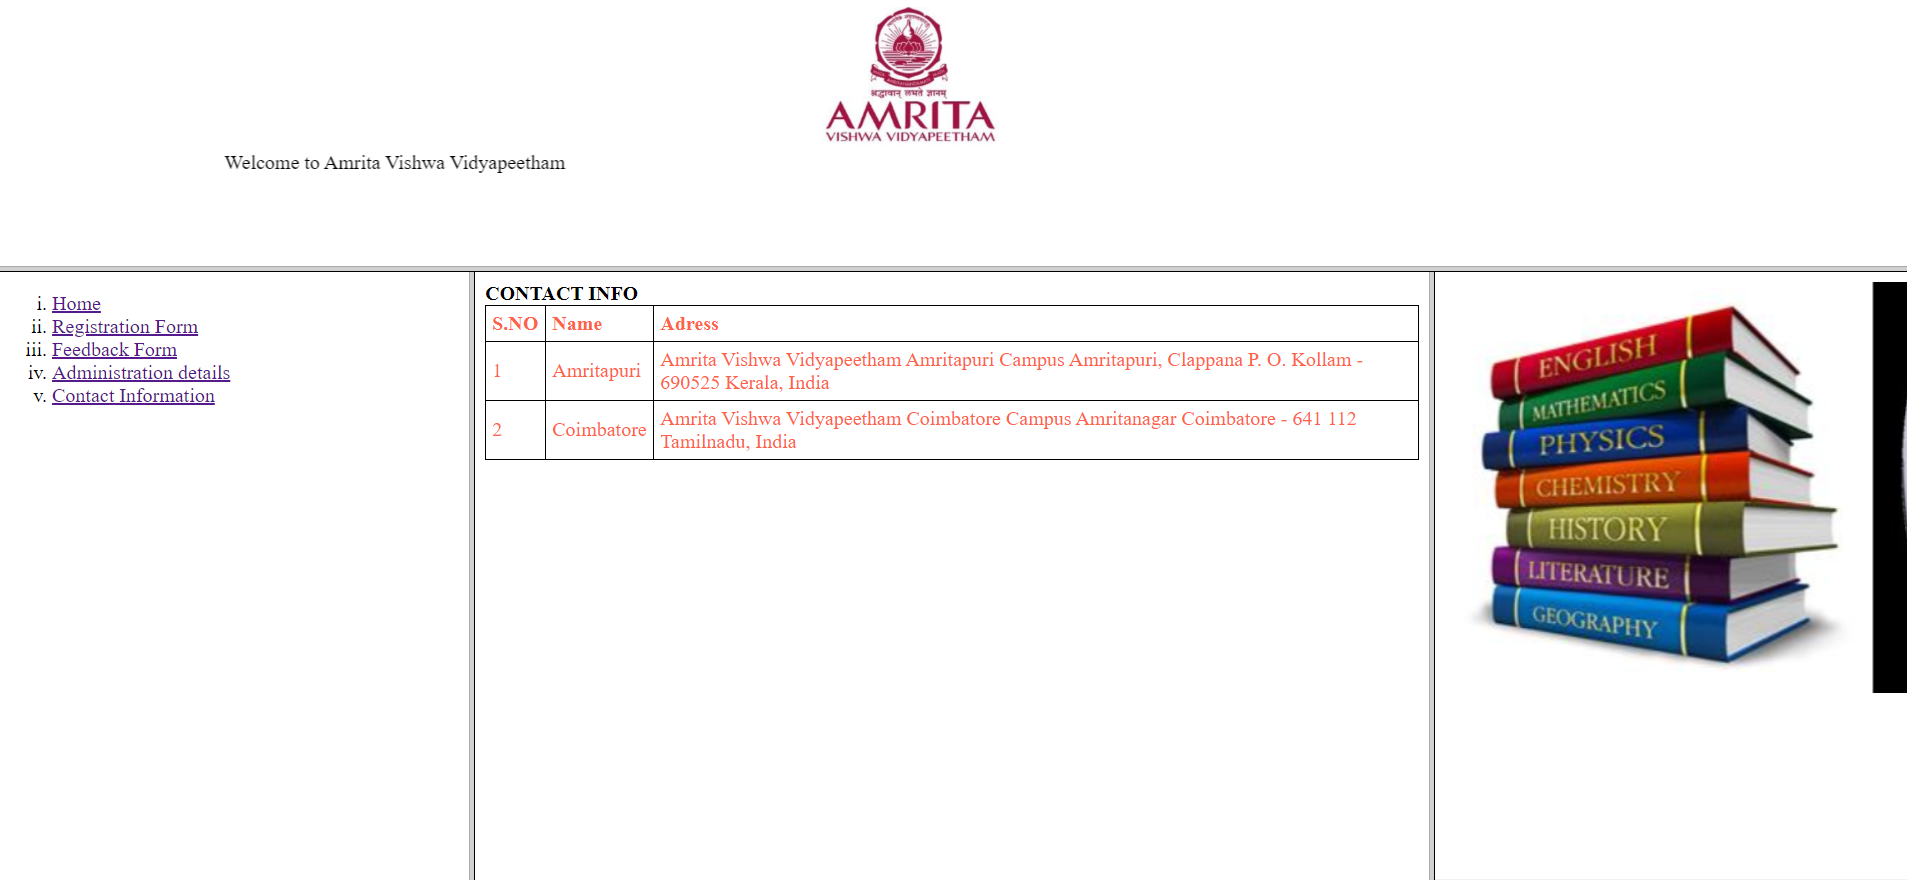 श्रद्धावान् लभते ज्ञानम्
AMRITA
VISHWA VIDYAPEETHAM
Welcome to Amrita Vishwa Vidyapeetham
i. Home
ii. Registration Form
iii. Feedback Form
iv. Administration details
v. Contact Information
CONTACT INFO
S.NO Name Adress
1 Amritapuri Amrita Vishwa Vidyapeetham Amritapuri Campus Amritapuri, Clappana P. O. Kollam -
690525 Kerala, India
2 Coimbatore Amrita Vishwa Vidyapeetham Coimbatore Campus Amritanagar Coimbatore - 641 112
Tamilnadu, India
ENGLISH
MATHEMATICS
PHYSICS
CHEMISTRY
HISTORY
LITERATURE
GEOGRAPHY